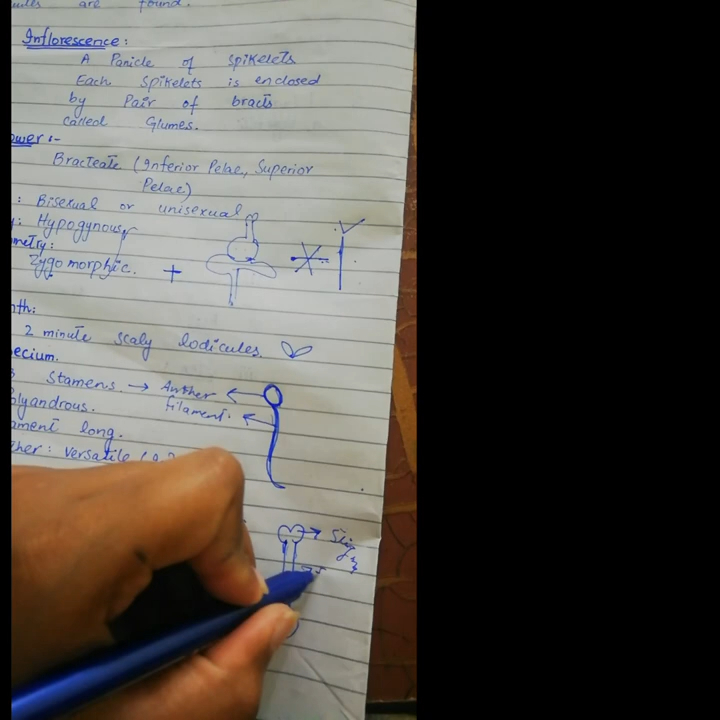 are found.
Inflorescence:
A Panicle of Spikelets
Each Spikelets is enclosed
by Pair of bracts
called Glumes.
ower :-
Bracteate (Inferior Pelae, Superior
Pelae)
: Bisexual or unisexual
: Hypogynous
metry:
Zygomorphic. +
nth:
2 minute scaly lodicules.
ecium.
Stamens → Anther
lyandrous. filament.
ament long.
ther: Versatile